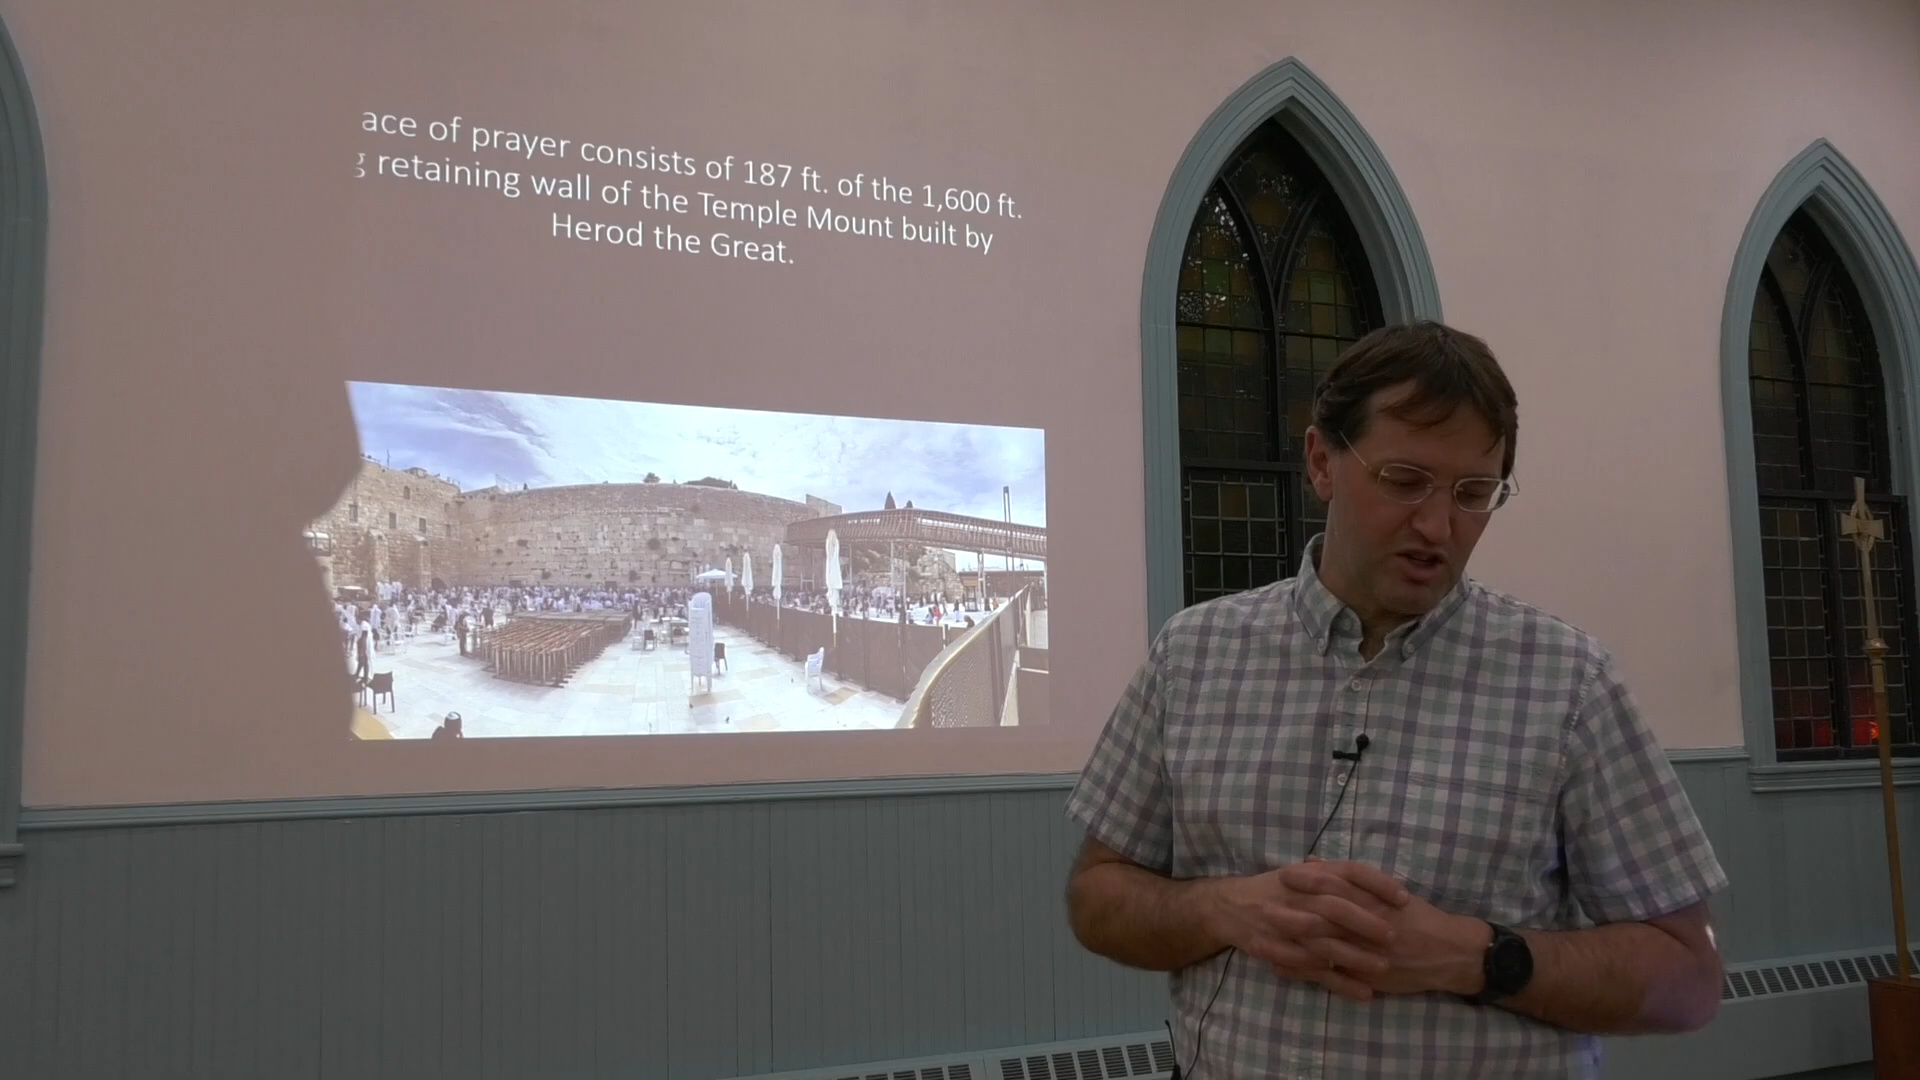 ace of prayer consists of 187 ft. of the 1,600 ft.
g retaining wall of the Temple Mount built by
Herod the Great.